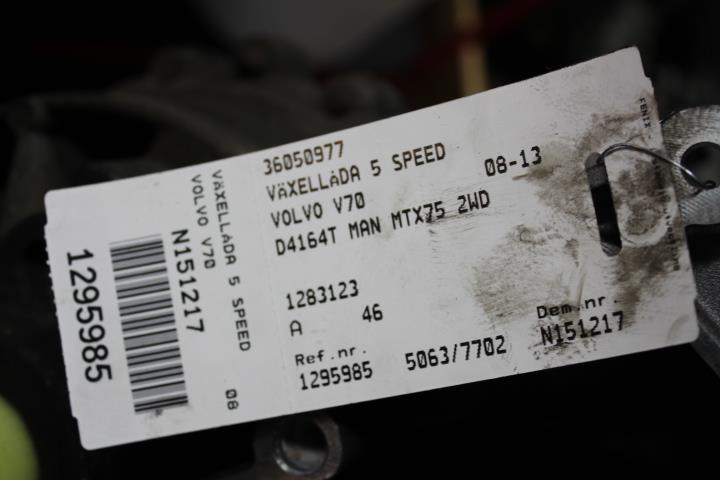 36050977
VÄXELLÅDA 5 SPEED
VOLVO V70 08-13
D4164T MAN MTX75 2WD
1283123
A 46
Ref.nr.
1295985 5063/7702
Dem.nr.
N151217
VÄXELLÅDA 5 SPEED
VOLVO V70 08
N151217
1295985
FENIX